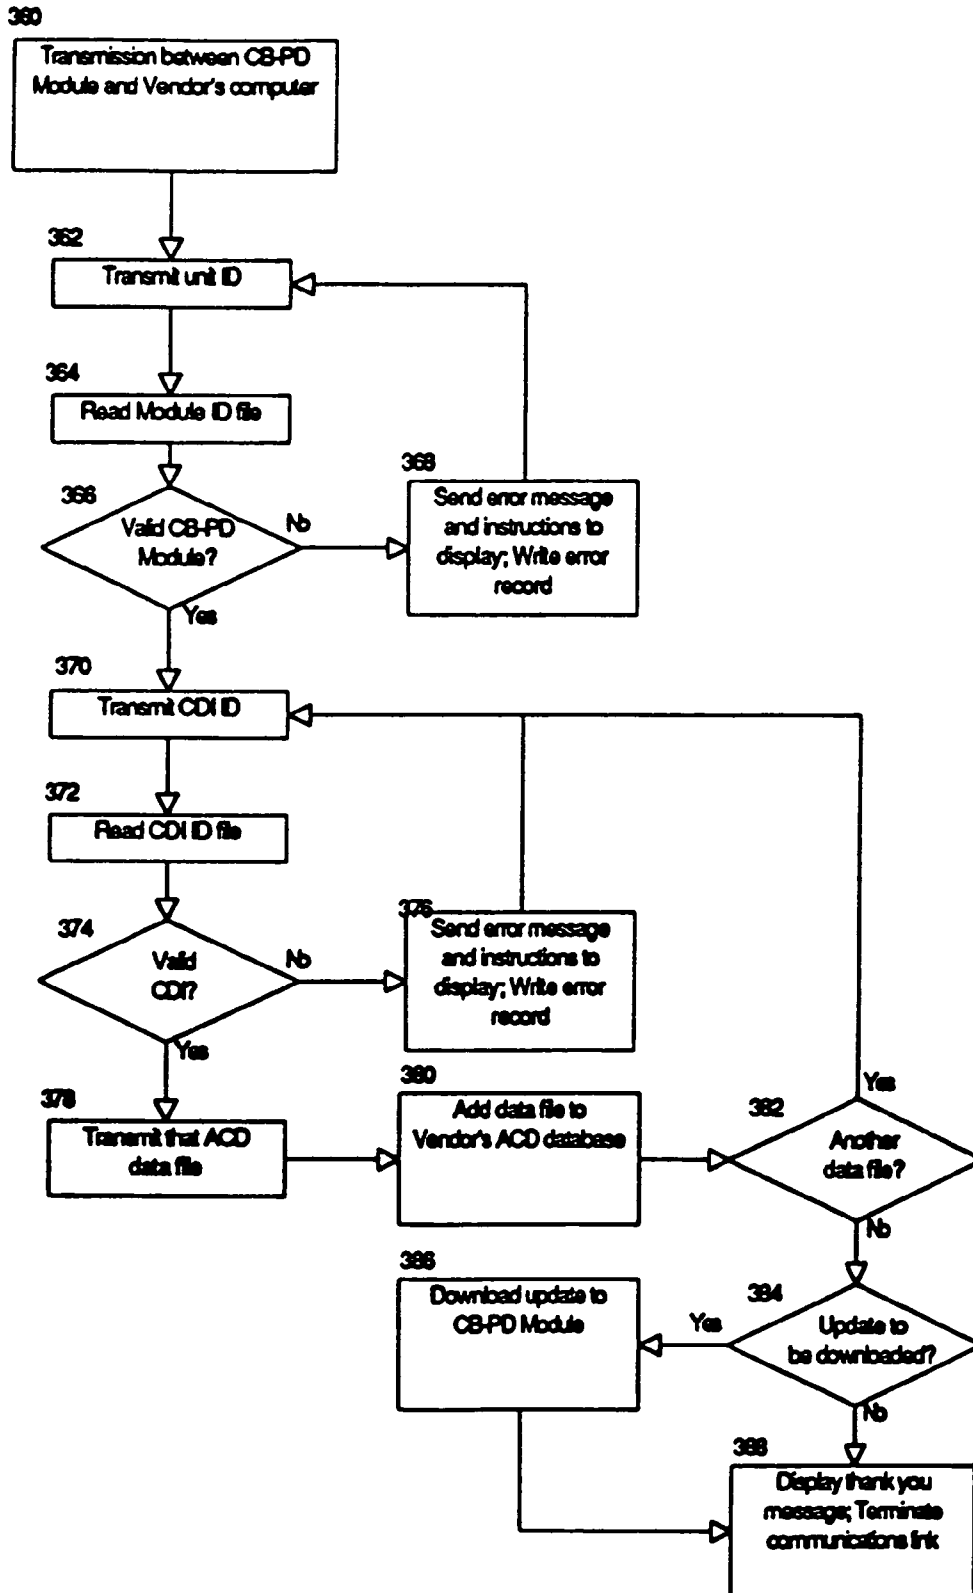 360
Transmission between CB-PD
Module and Vendor's computer
362
Transmit unit ID
364
Read Module ID file
366
Valid CB-PD
Module?
No
Yes
368
Send error message
and instructions to
display; Write error
record
370
Transmit CDI ID
372
Read CDI ID file
374
Valid
CDI?
No
Yes
376
Send error message
and instructions to
display; Write error
record
378
Transmit that ACD
data file
380
Add data file to
Vendor's ACD database
382
Another
data file?
Yes
No
384
Update to
be downloaded?
Yes
No
386
Download update to
CB-PD Module
388
Display thank you
message; Terminate
communications link